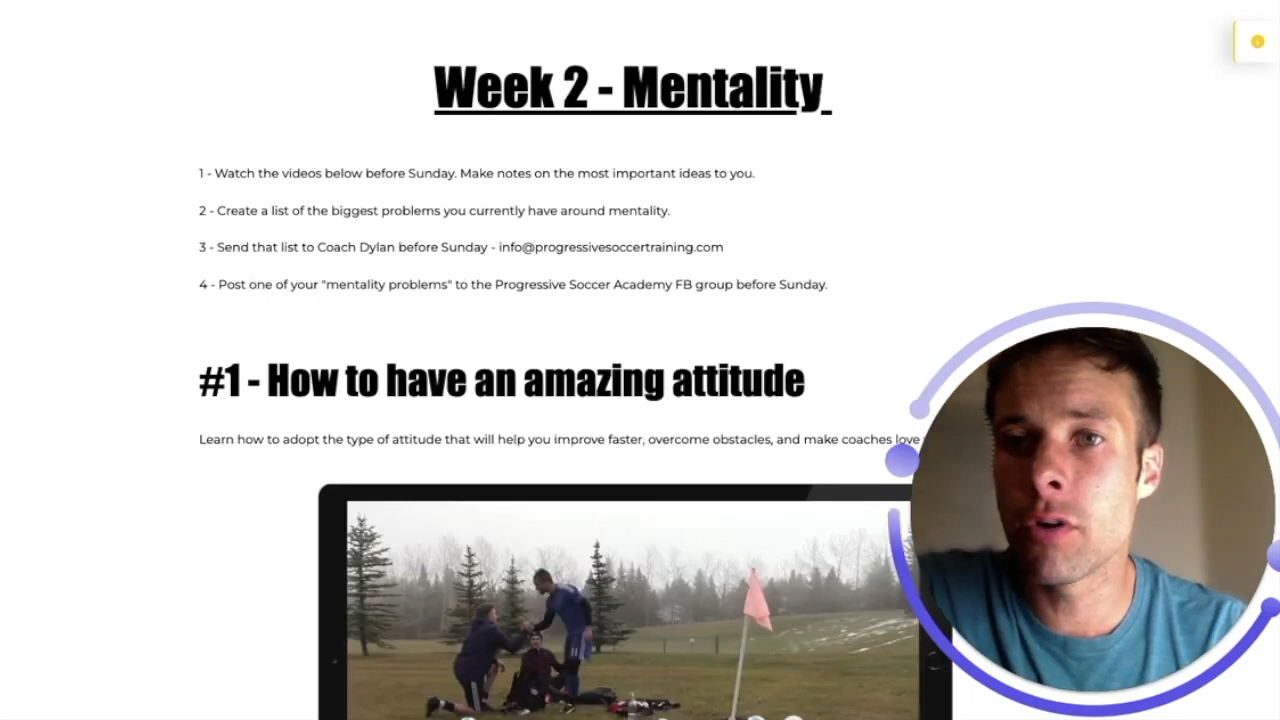 Week 2 - Mentality
1 - Watch the videos below before Sunday. Make notes on the most important ideas to you.
2 - Create a list of the biggest problems you currently have around mentality.
3 - Send that list to Coach Dylan before Sunday - info@progressivesoccertraining.com
4 - Post one of your "mentality problems" to the Progressive Soccer Academy FB group before Sunday.
#1 - How to have an amazing attitude
Learn how to adopt the type of attitude that will help you improve faster, overcome obstacles, and make coaches love